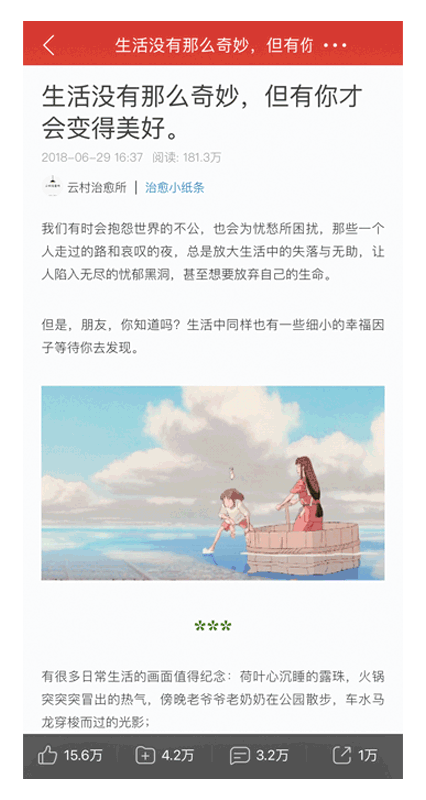 生活没有那么奇妙，但有你
生活没有那么奇妙，但有你才
会变得美好。
2018-06-29 16:37 阅读: 181.3万
云村治愈所 | 治愈小纸条
我们有时会抱怨世界的不公，也会为忧愁所困扰，那些一个
人走过的路和哀叹的夜，总是放大生活中的失落与无助，让
人陷入无尽的忧郁黑洞，甚至想要放弃自己的生命。
但是，朋友，你知道吗？生活中同样也有一些细小的幸福因
子等待你去发现。
***
有很多日常生活的画面值得纪念：荷叶心沉睡的露珠，火锅
突突突冒出的热气，傍晚老爷爷老奶奶在公园散步，车水马
龙穿梭而过的光影；
15.6万 4.2万 3.2万 1万